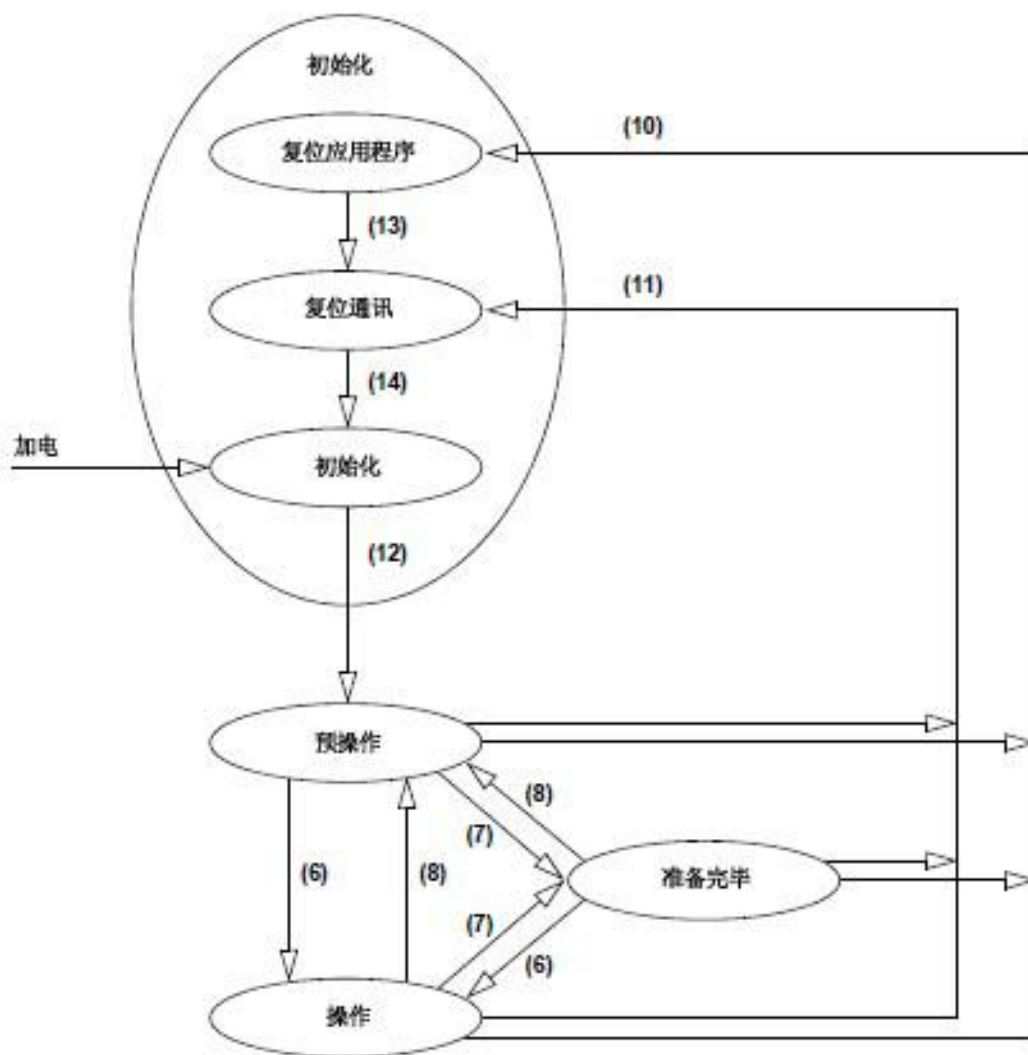 初始化
复位应用程序
(10)
(13)
复位通讯
(11)
(14)
加电
初始化
(12)
预操作
(8)
(7)
(6)
(8)
准备完毕
(7)
(6)
操作